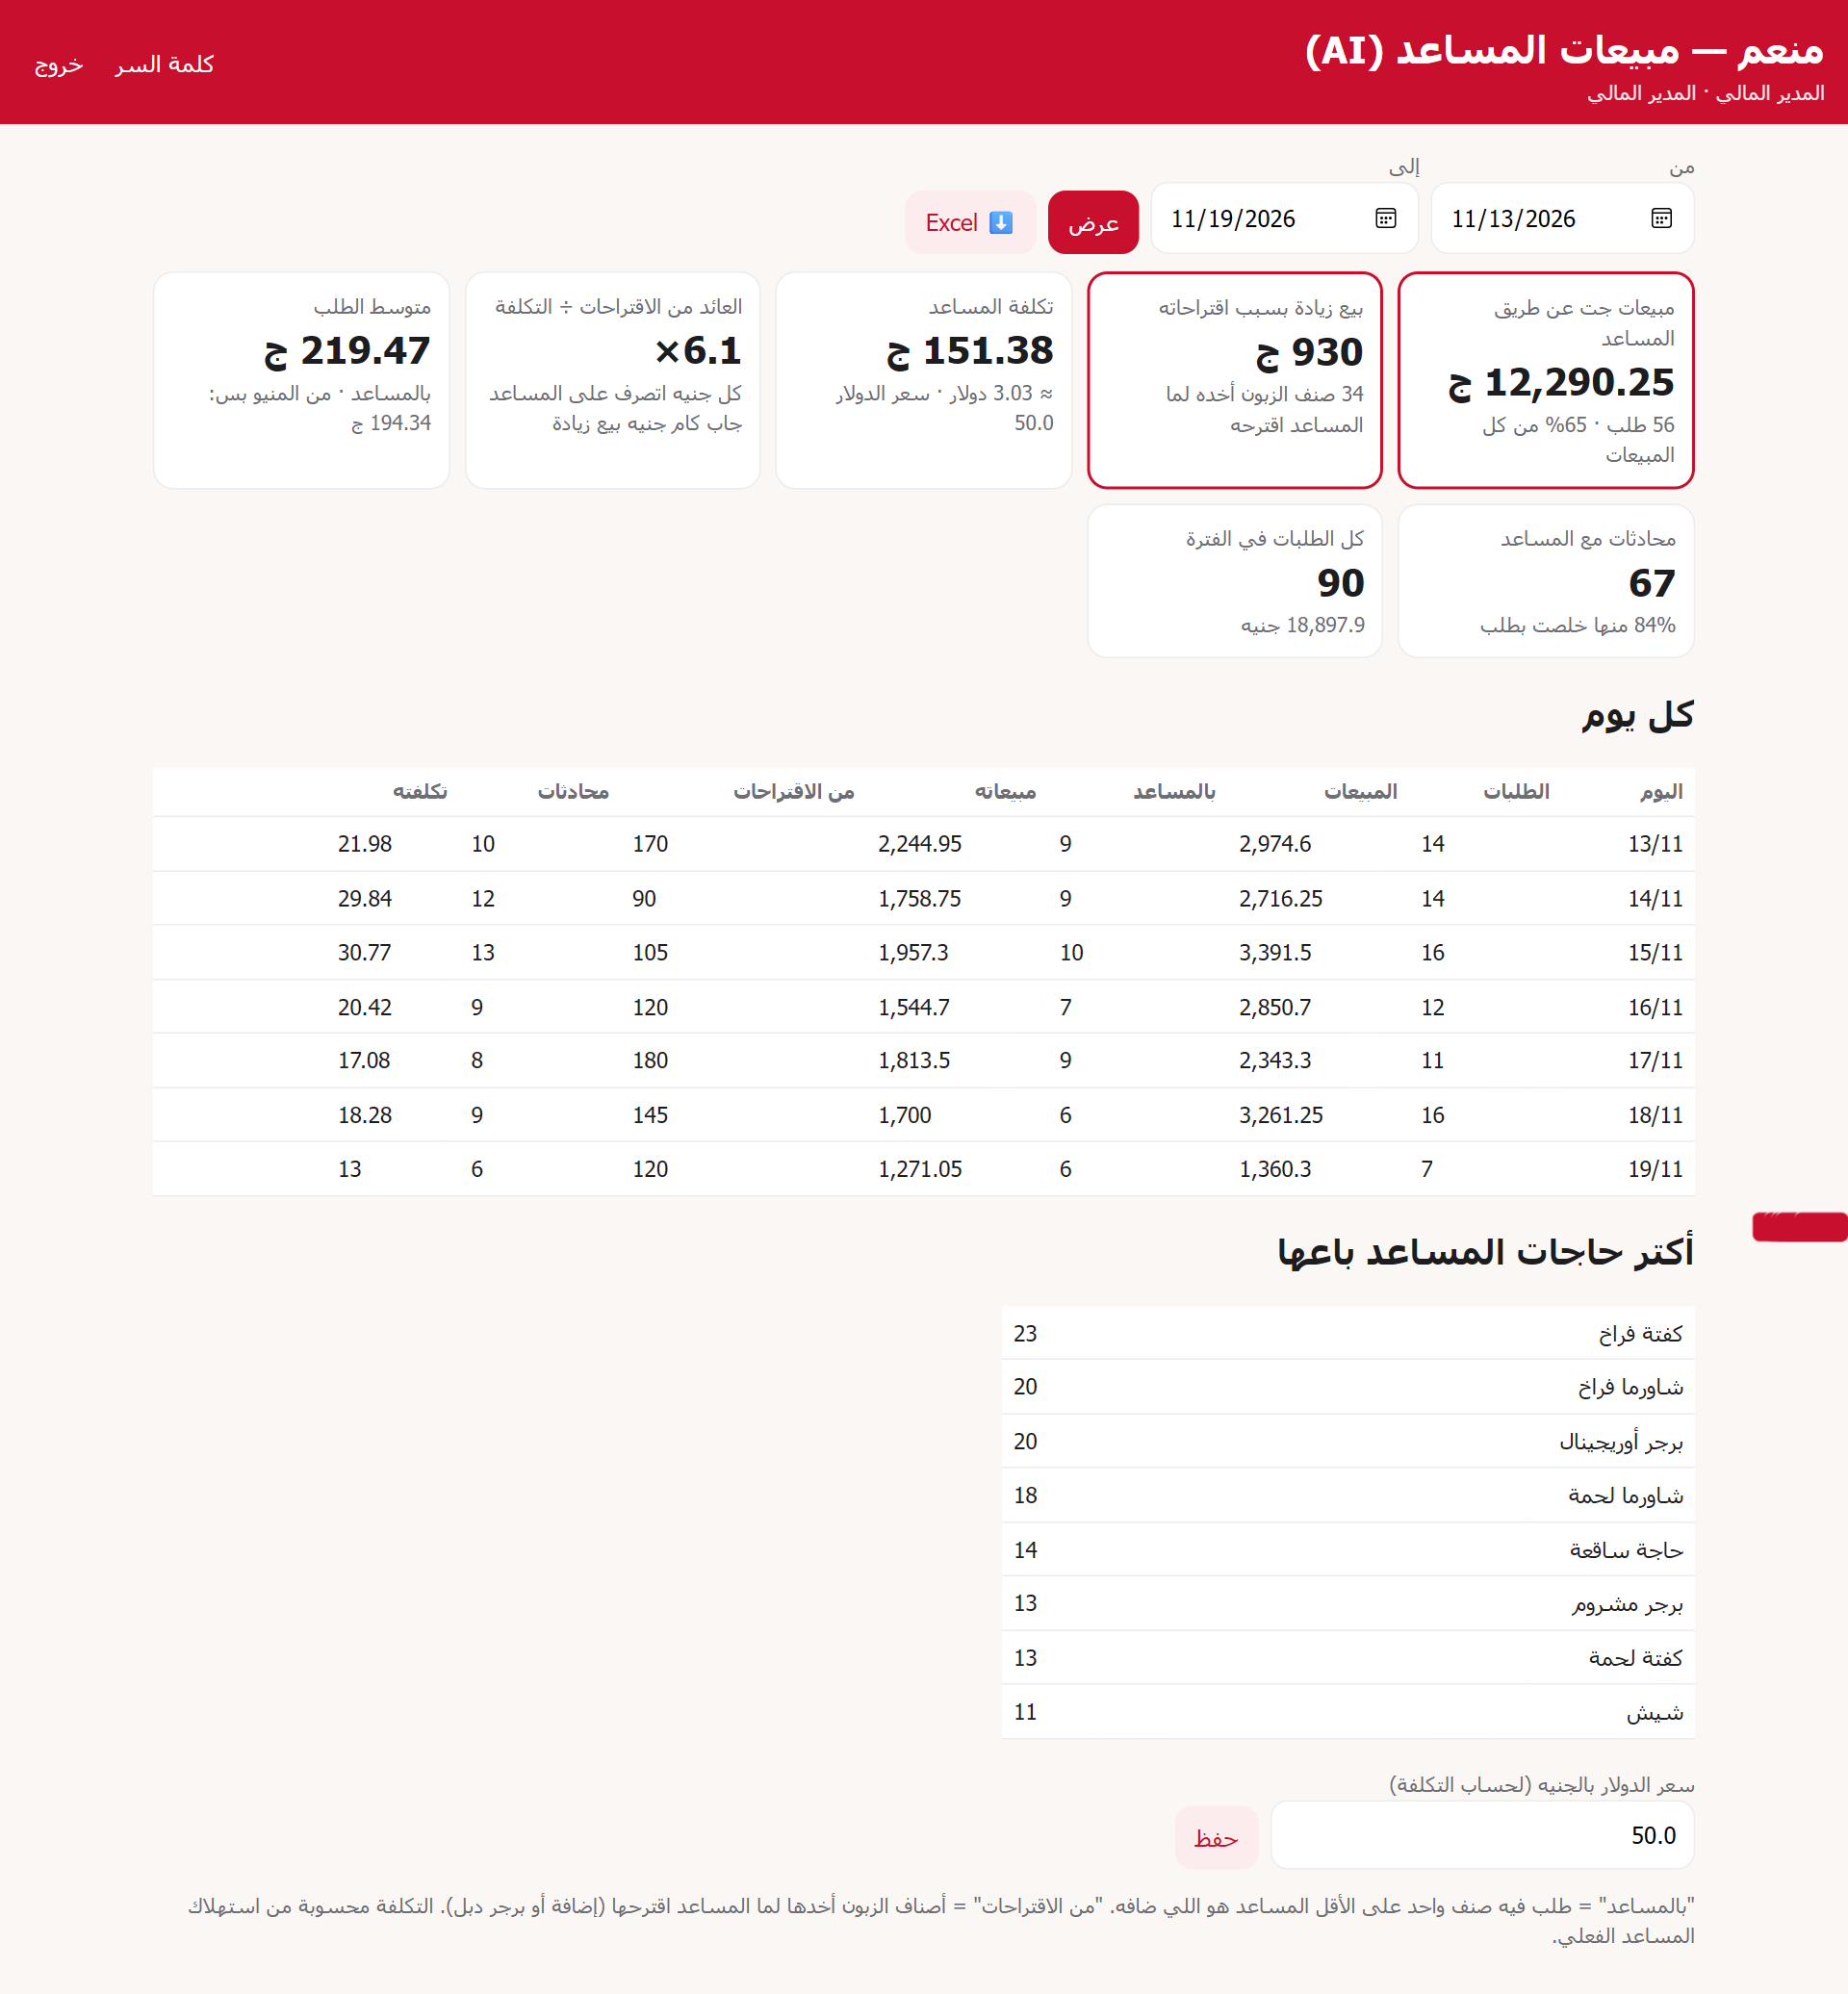 منعم — مبيعات المساعد (AI)
المدير المالي · المدير المالي
كلمة السر
خروج
من
إلى
11/13/2026
11/19/2026
عرض
⬇️ Excel
مبيعات جت عن طريق
المساعد
12,290.25 ج
56 طلب · 65% من كل
المبيعات
بيع زيادة بسبب اقتراحاته
930 ج
34 صنف الزبون أخده لما
المساعد اقترحه
تكلفة المساعد
151.38 ج
≈ 3.03 دولار · سعر الدولار
50.0
العائد من الاقتراحات ÷ التكلفة
×6.1
كل جنيه اتصرف على المساعد
جاب كام جنيه بيع زيادة
متوسط الطلب
219.47 ج
بالمساعد · من المنيو بس:
194.34 ج
محادثات مع المساعد
67
84% منها خلصت بطلب
كل الطلبات في الفترة
90
18,897.9 جنيه
كل يوم
اليوم الطلبات المبيعات بالمساعد مبيعاته من الاقتراحات محادثات تكلفته
13/11 14 2,974.6 9 2,244.95 170 10 21.98
14/11 14 2,716.25 9 1,758.75 90 12 29.84
15/11 16 3,391.5 10 1,957.3 105 13 30.77
16/11 12 2,850.7 7 1,544.7 120 9 20.42
17/11 11 2,343.3 9 1,813.5 180 8 17.08
18/11 16 3,261.25 6 1,700 145 9 18.28
19/11 7 1,360.3 6 1,271.05 120 6 13
أكتر حاجات المساعد باعها
كفتة فراخ 23
شاورما فراخ 20
برجر أوريجينال 20
شاورما لحمة 18
حاجة ساقعة 14
برجر مشروم 13
كفتة لحمة 13
شيش 11
سعر الدولار بالجنيه (لحساب التكلفة)
50.0
حفظ
"بالمساعد" = طلب فيه صنف واحد على الأقل المساعد هو اللي ضافه. "من الاقتراحات" = أصناف الزبون أخدها لما المساعد اقترحها (إضافة أو برجر دبل). التكلفة محسوبة من استهلاك
المساعد الفعلي.